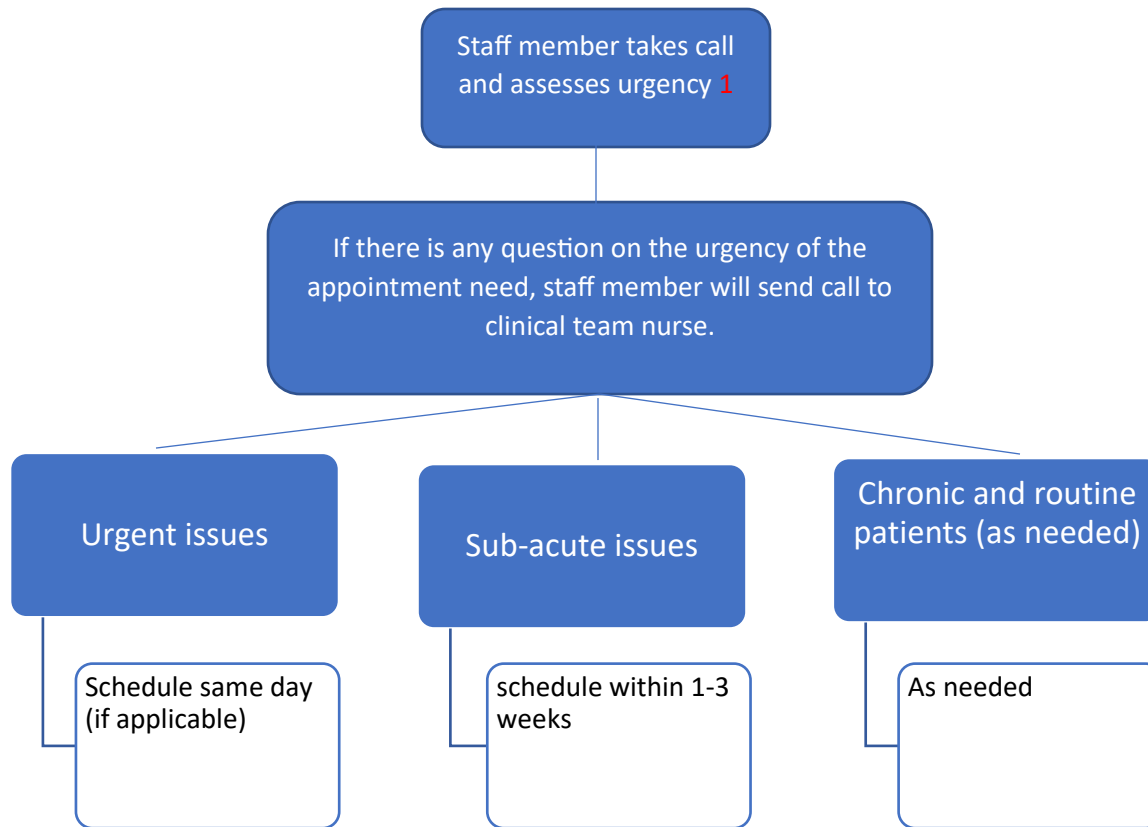 Staff member takes call
and assesses urgency 1
If there is any question on the urgency of the
appointment need, staff member will send call to
clinical team nurse.
Urgent issues
Sub-acute issues
Chronic and routine
patients (as needed)
Schedule same day
(if applicable)
schedule within 1-3
weeks
As needed